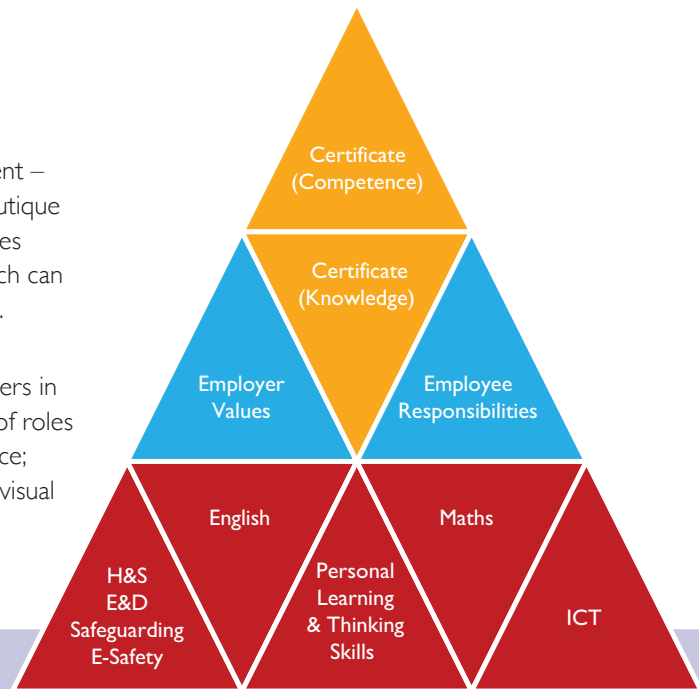 ent –
utique
es
ch can
.
ers in
of roles
ce;
visual
Certificate
(Competence)
Certificate
(Knowledge)
Employer
Values
Employee
Responsibilities
English
Maths
H&S
E&D
Safeguarding
E-Safety
Personal
Learning
& Thinking
Skills
ICT